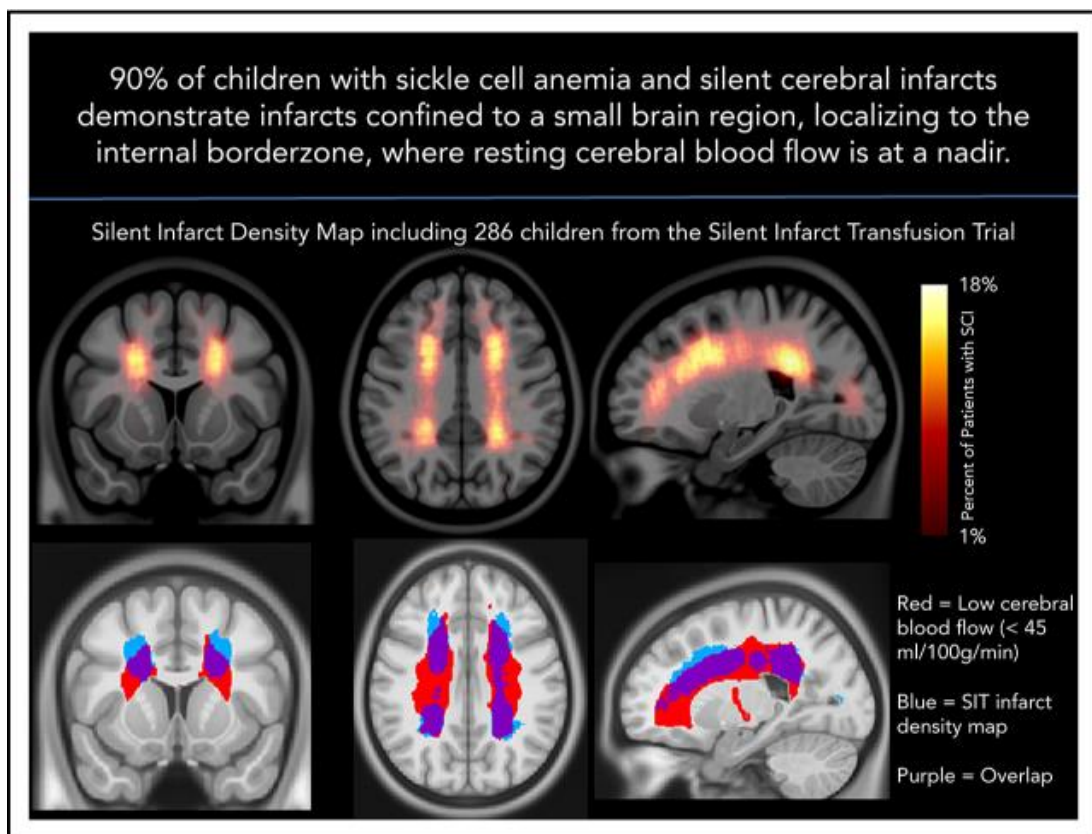 90% of children with sickle cell anemia and silent cerebral infarcts
demonstrate infarcts confined to a small brain region, localizing to the
internal borderzone, where resting cerebral blood flow is at a nadir.
Silent Infarct Density Map including 286 children from the Silent Infarct Transfusion Trial
18%
Percent of Patients with SCI
1%
Red = Low cerebral
blood flow (< 45
ml/100g/min)
Blue = SIT infarct
density map
Purple = Overlap